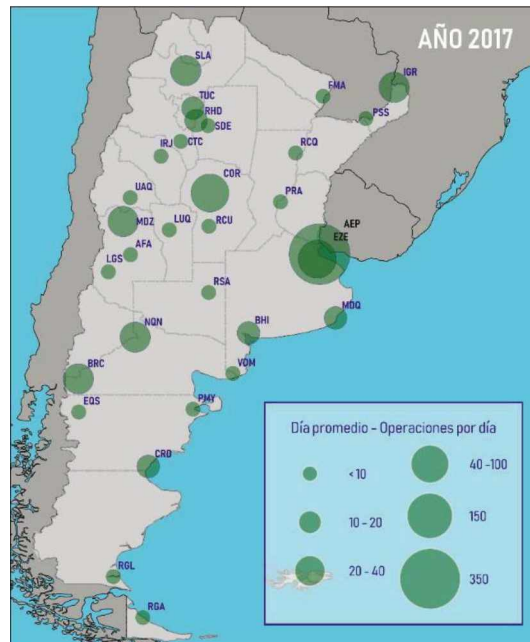 AÑO 2017
SLA
IGR
FMA
TUC
RHD
SDE
PSS
CTC
IRJ
RCQ
COR
UAQ
PRA
MDZ
LUQ
RCU
AEP
EZE
AFA
LGS
RSA
MDQ
NQN
BHI
BRC
VDM
EQS
PMY
CRD
RGL
RGA
Día promedio – Operaciones por día
<10
40 -100
10 - 20
150
20 - 40
350